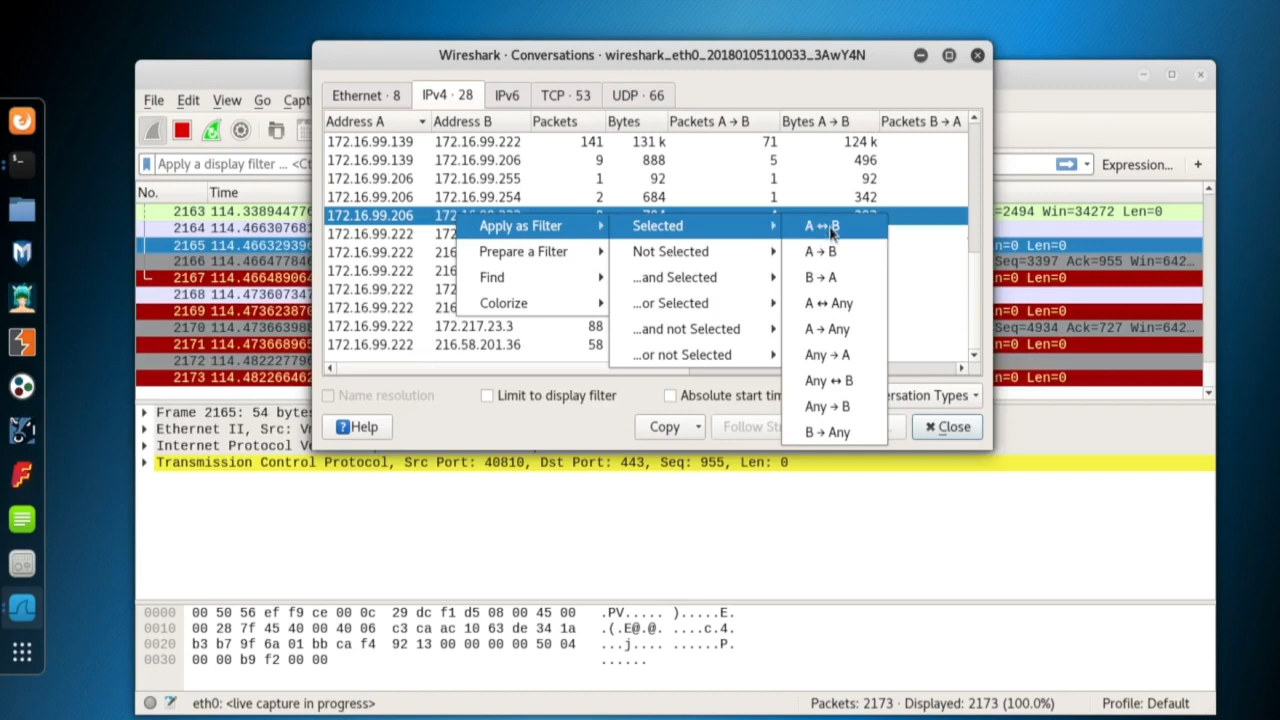 Wireshark · Conversations · wireshark_eth0_20180105110033_3AwY4N
File Edit View Go Capt
Ethernet · 8 IPv4 · 28 IPv6 TCP · 53 UDP · 66
Address A Address B Packets Bytes Packets A → B Bytes A → B Packets B → A
172.16.99.139 172.16.99.222 141 131 k 71 124 k
172.16.99.139 172.16.99.206 9 888 5 496
172.16.99.206 172.16.99.255 1 92 1 92
172.16.99.206 172.16.99.254 2 684 1 342
172.16.99.206
172.16.99.222 172
172.16.99.222 216
172.16.99.222 172
172.16.99.222 172
172.16.99.222 216
172.16.99.222 172.217.23.3 88
172.16.99.222 216.58.201.36 58
Apply as Filter
Prepare a Filter
Find
Colorize
Selected
Not Selected
...and Selected
...or Selected
...and not Selected
...or not Selected
A ↔ B
A → B
B → A
A ↔ Any
A → Any
Any → A
Any ↔ B
Any → B
B → Any
Name resolution Limit to display filter Absolute start tim ersation Types
Help Copy Follow St Close
Apply a display filter ... <Ct Expression... +
No. Time
2163 114.338944776 =2494 Win=34272 Len=0
2164 114.466307681
2165 114.466329396 =0 Len=0
2166 114.466477846 Seq=3397 Ack=955 Win=642…
2167 114.466489064 =0 Len=0
2168 114.473607347
2169 114.473623870 =0 Len=0
2170 114.473663988 Seq=4934 Ack=727 Win=642…
2171 114.473668965 =0 Len=0
2172 114.482227796
2173 114.482266462 =0 Len=0
Frame 2165: 54 bytes
Ethernet II, Src: Vm
Internet Protocol Ve
Transmission Control Protocol, Src Port: 40810, Dst Port: 443, Seq: 955, Len: 0
0000 00 50 56 ef f9 ce 00 0c 29 dc f1 d5 08 00 45 00 .PV..... ).....E.
0010 00 28 7f 45 40 00 40 06 c3 ca ac 10 63 de 34 1a .(.E@.@. ....c.4.
0020 b3 b7 9f 6a 01 bb ca f4 92 13 00 00 00 00 50 04 ...j.... ......P.
0030 00 00 b9 f2 00 00 ......
eth0: <live capture in progress> Packets: 2173 · Displayed: 2173 (100.0%) Profile: Default